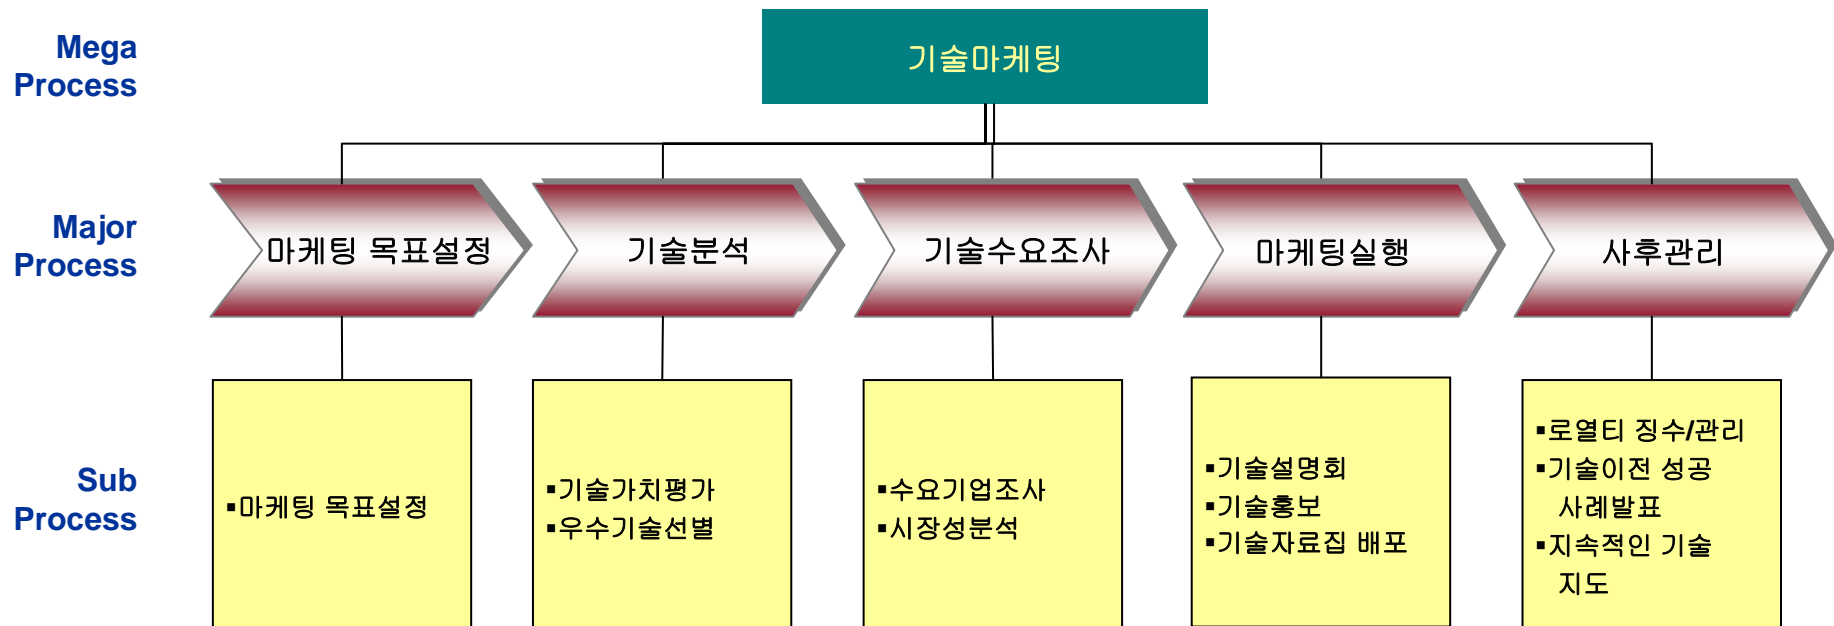 Mega
Process
기술마케팅
Major
Process
마케팅 목표설정
기술분석
기술수요조사
마케팅실행
사후관리
Sub
Process
▪마케팅 목표설정
▪기술가치평가
▪우수기술선별
▪수요기업조사
▪시장성분석
▪기술설명회
▪기술홍보
▪기술자료집 배포
▪로열티 징수/관리
▪기술이전 성공
사례발표
▪지속적인 기술
지도